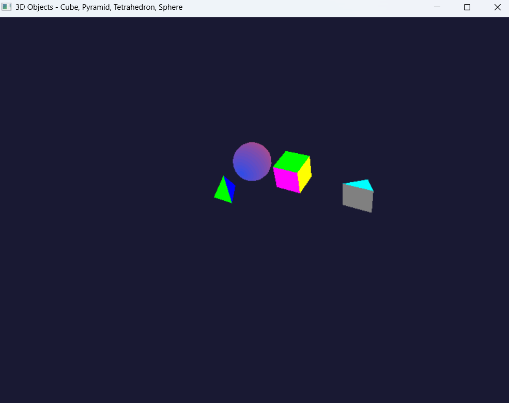 3D Objects - Cube, Pyramid, Tetrahedron, Sphere